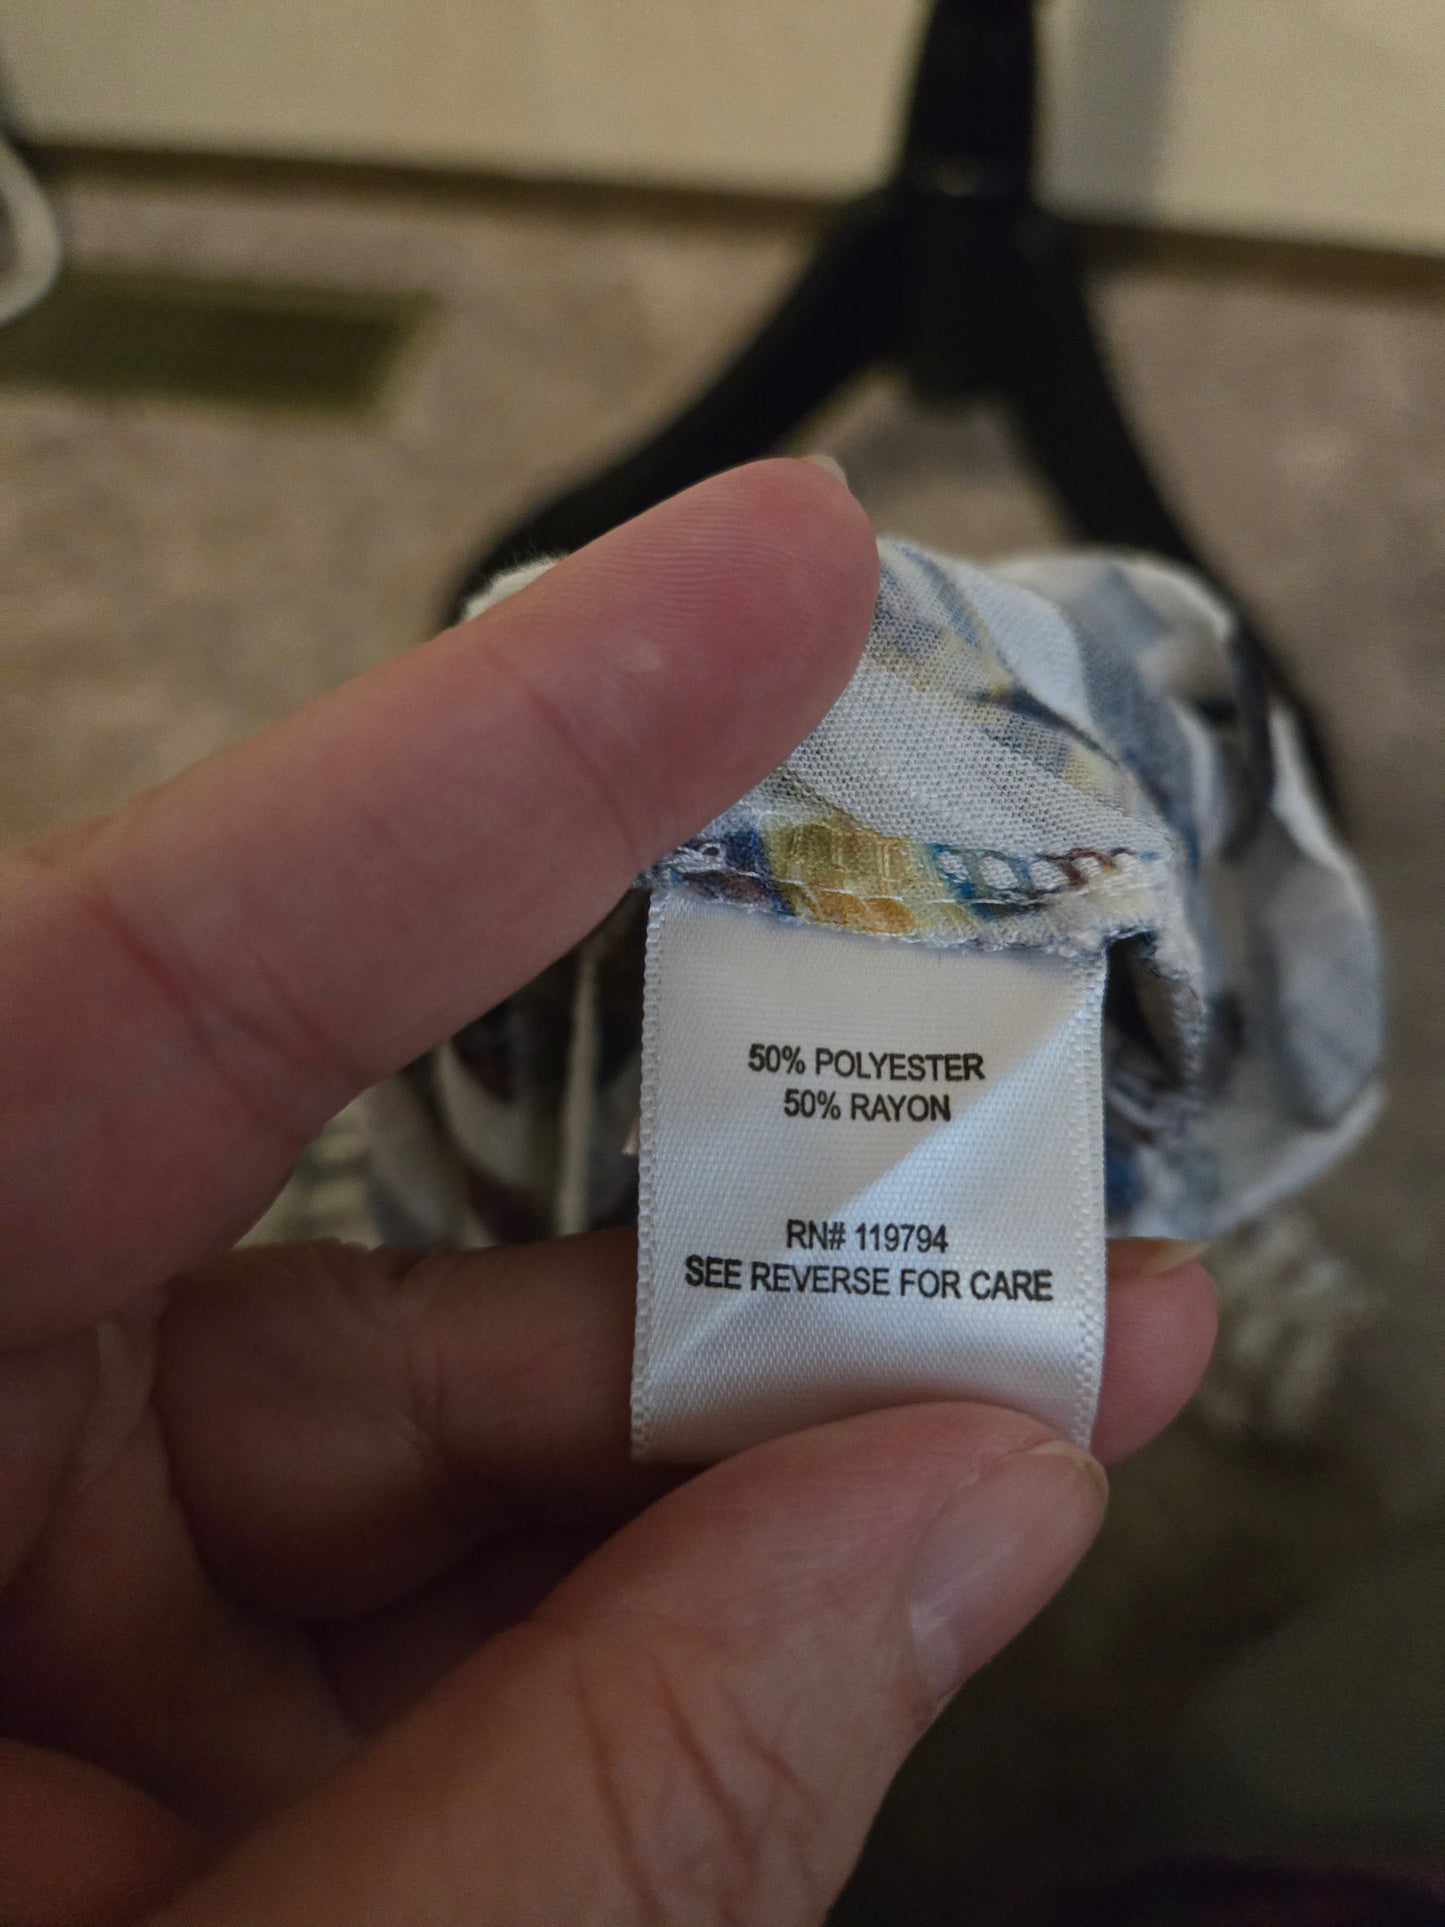 50% POLYESTER
50% RAYON
RN# 119794
SEE REVERSE FOR CARE